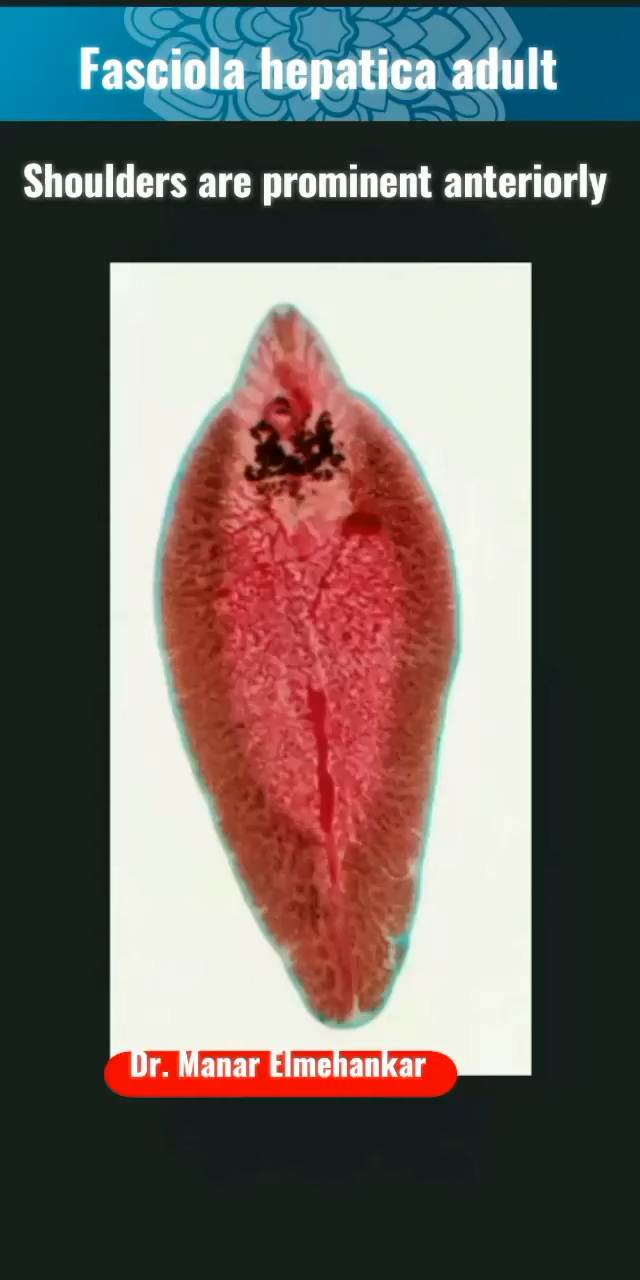 Fasciola hepatica adult
Shoulders are prominent anteriorly
Dr. Manar Elmehankar